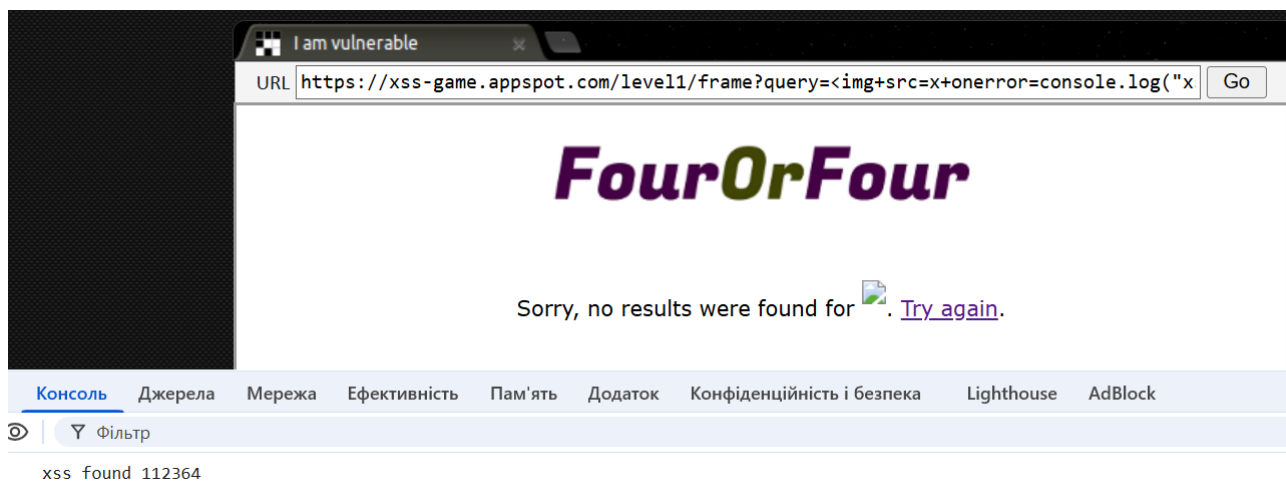 I am vulnerable
URL https://xss-game.appspot.com/level1/frame?query=<img+src=x+onerror=console.log("x Go
FourOrFour
Sorry, no results were found for . Try again.
Консоль Джерела Мережа Ефективність Пам'ять Додаток Конфіденційність і безпека Lighthouse AdBlock
Фільтр
xss found 112364